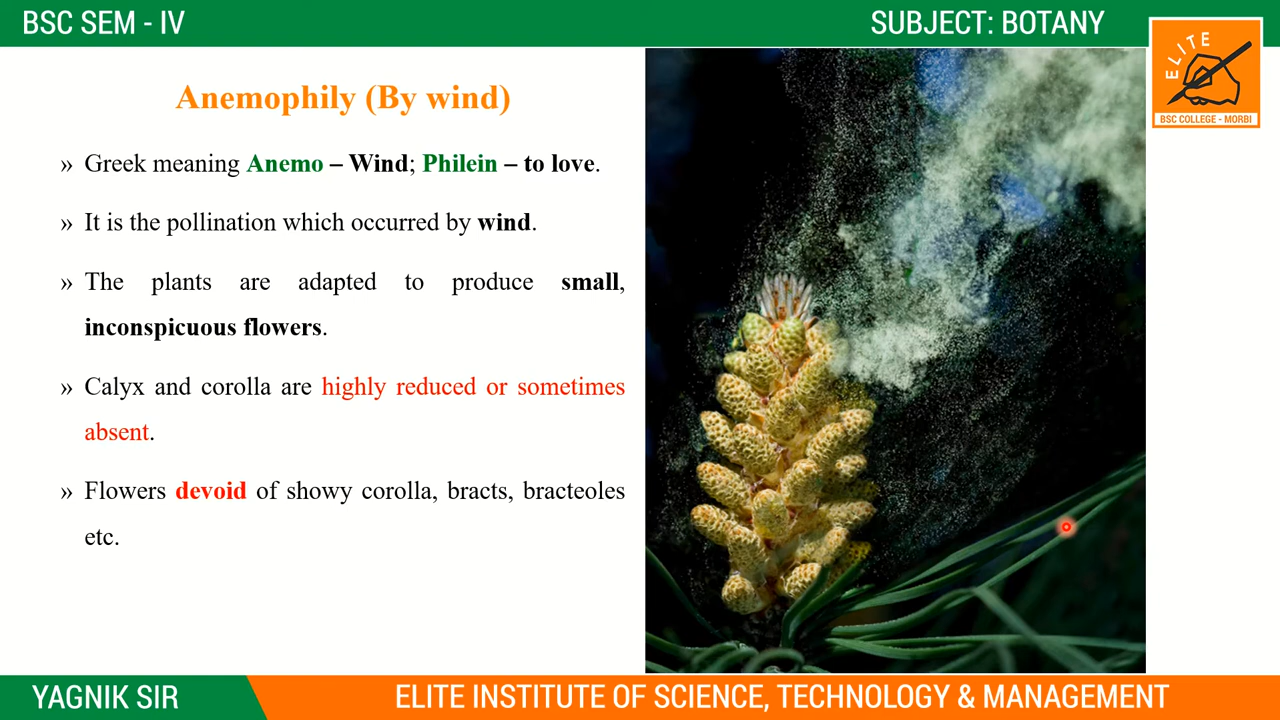 BSC SEM - IV
SUBJECT: BOTANY
ELITE
BSC COLLEGE - MORBI
Anemophily (By wind)
» Greek meaning Anemo – Wind; Philein – to love.
» It is the pollination which occurred by wind.
» The plants are adapted to produce small,
inconspicuous flowers.
» Calyx and corolla are highly reduced or sometimes
absent.
» Flowers devoid of showy corolla, bracts, bracteoles
etc.
YAGNIK SIR
ELITE INSTITUTE OF SCIENCE, TECHNOLOGY & MANAGEMENT